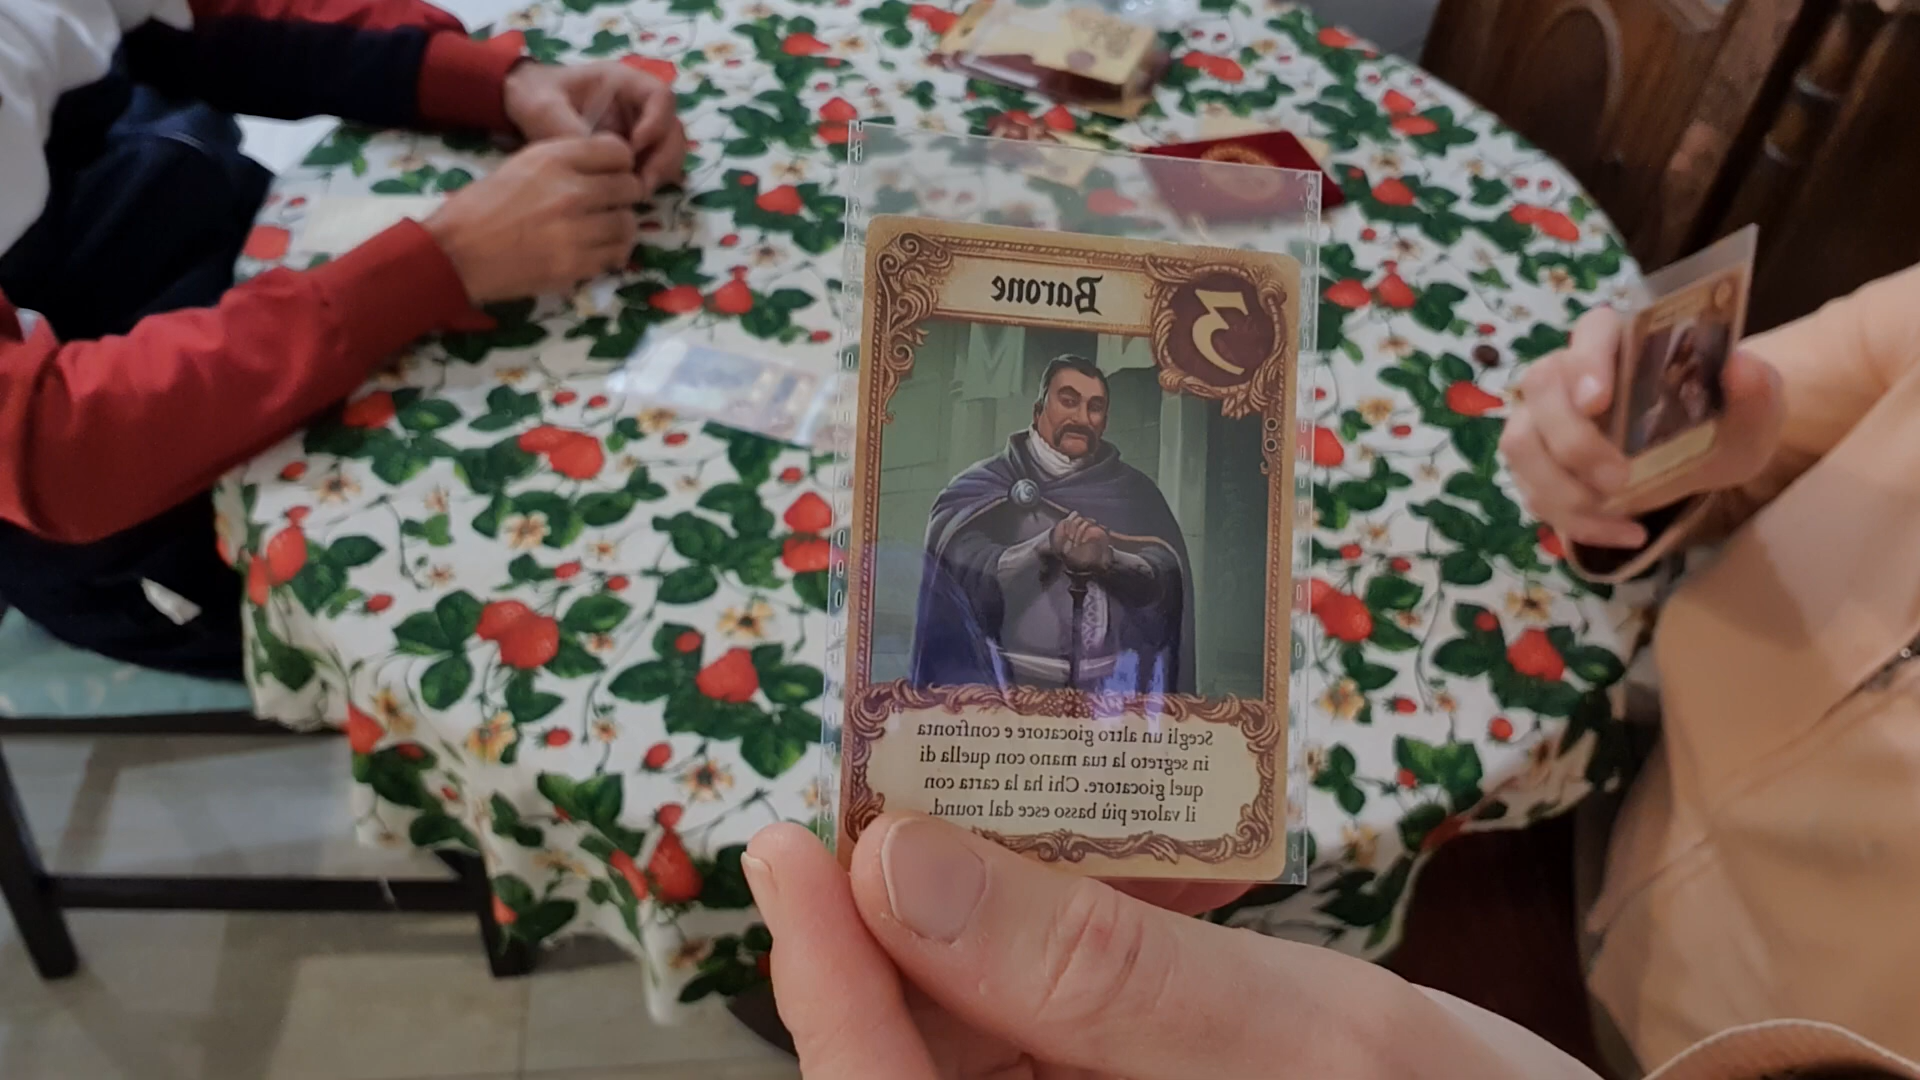 Barone
3
Scegli un altro giocatore e confronta
in segreto la tua mano con quella di
quel giocatore. Chi ha la carta con
il valore più basso esce dal round.